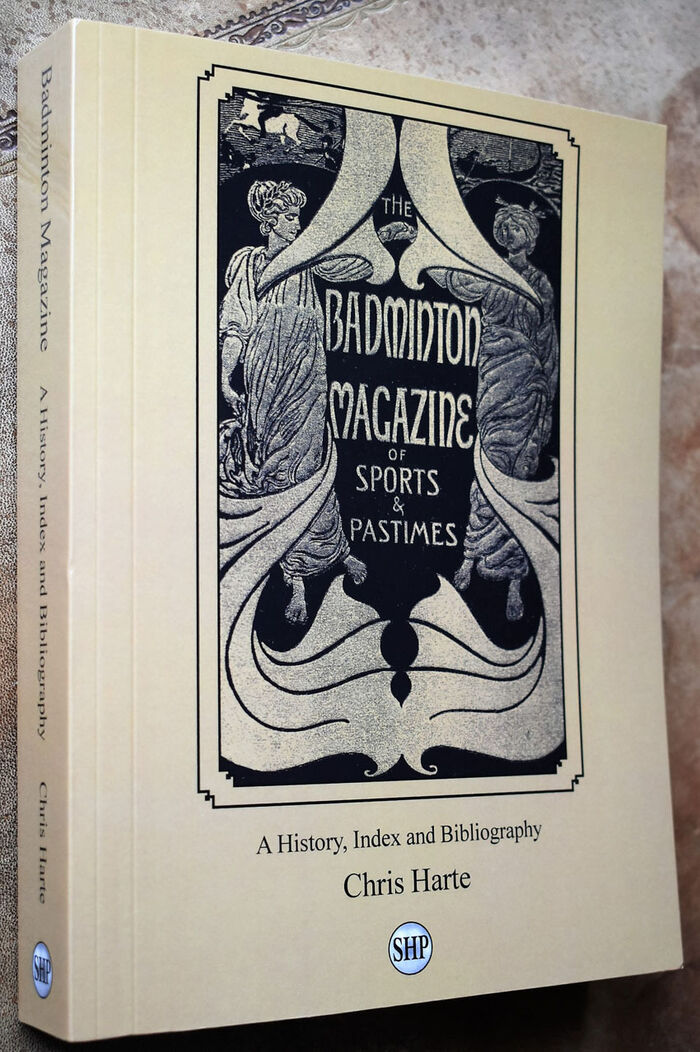 THE
BADMINTON
MAGAZINE
OF
SPORTS
&
PASTIMES
A History, Index and Bibliography
Chris Harte
SHP
Badminton Magazine A History, Index and Bibliography Chris Harte
SHP